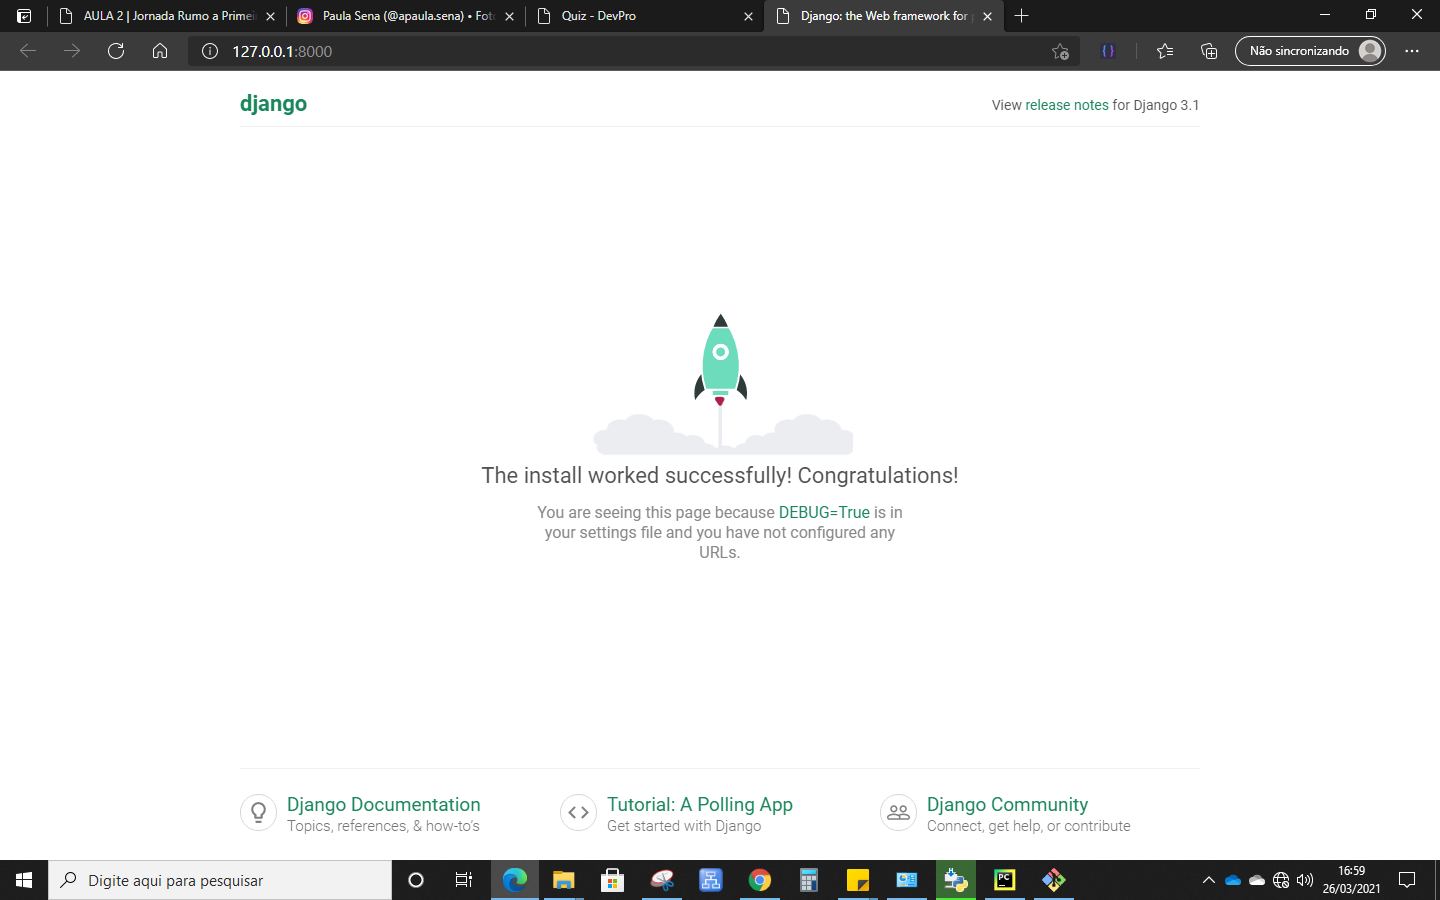 AULA 2 | Jornada Rumo a Primei
Paula Sena (@apaula.sena) • Fot
Quiz - DevPro
Django: the Web framework for
127.0.0.1:8000
Não sincronizando
django
View release notes for Django 3.1
The install worked successfully! Congratulations!
You are seeing this page because DEBUG=True is in
your settings file and you have not configured any
URLs.
Django Documentation
Topics, references, & how-to's
Tutorial: A Polling App
Get started with Django
Django Community
Connect, get help, or contribute
Digite aqui para pesquisar
PC
16:59
26/03/2021